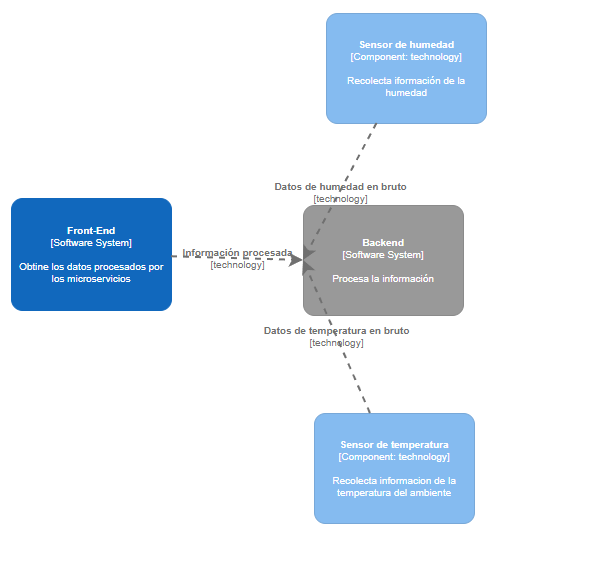 Sensor de humedad
[Component: technology]
Recolecta iformación de la
humedad
Datos de humedad en bruto
[technology]
Front-End
[Software System]
Obtine los datos procesados por
los microservicios
Información procesada
[technology]
Backend
[Software System]
Procesa la información
Datos de temperatura en bruto
[technology]
Sensor de temperatura
[Component: technology]
Recolecta informacion de la
temperatura del ambiente